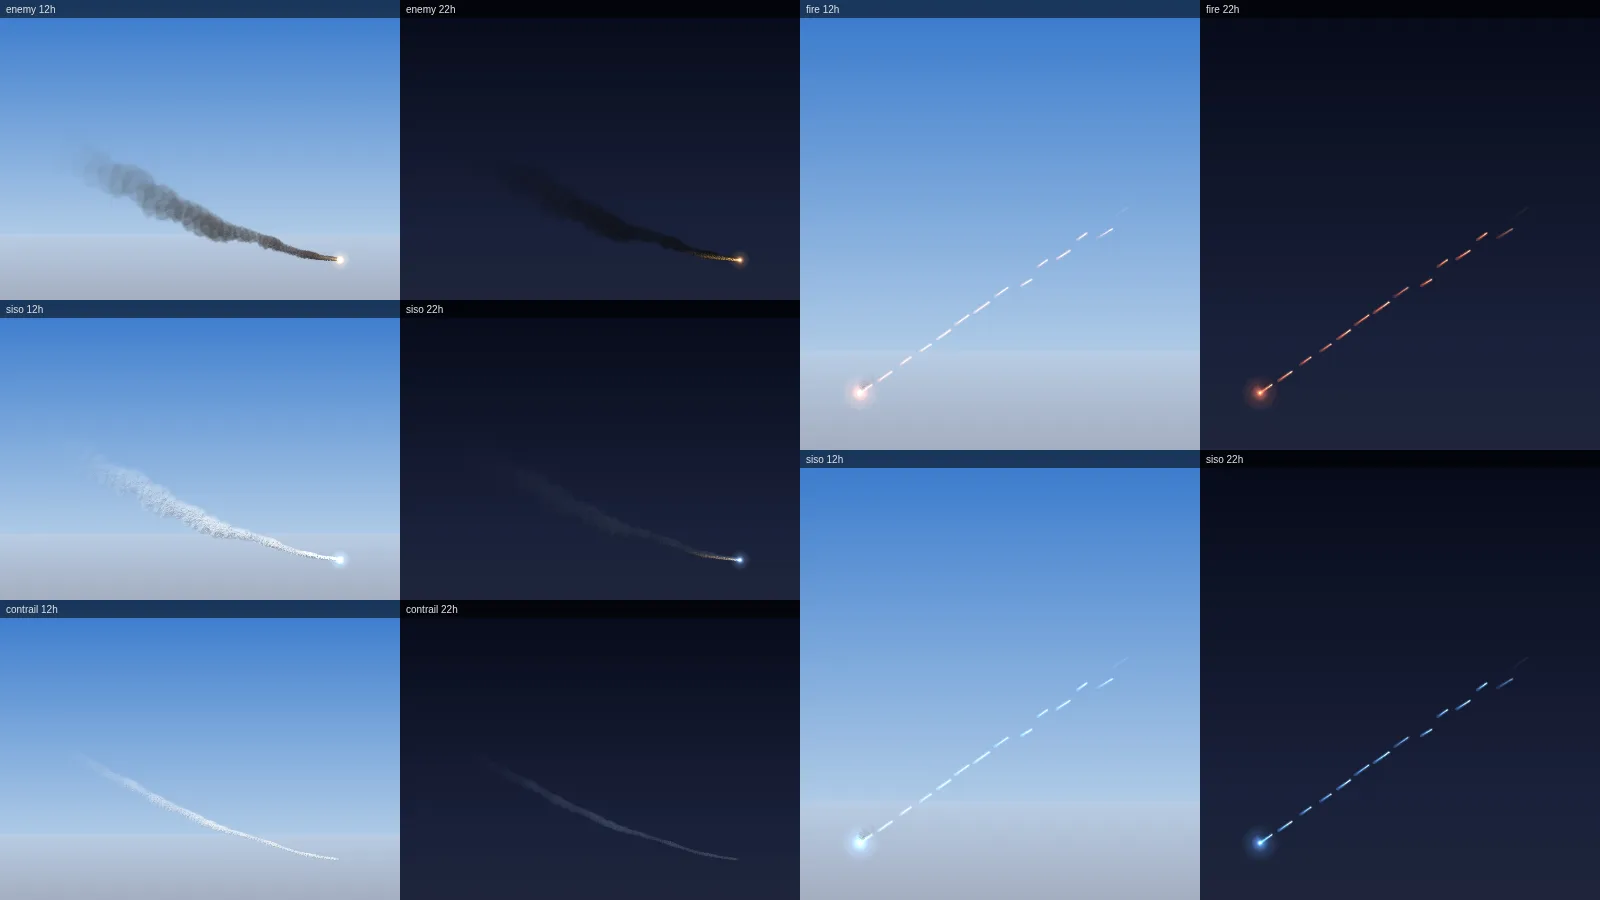 enemy 12h
enemy 22h
fire 12h
fire 22h
siso 12h
siso 22h
siso 12h
siso 22h
contrail 12h
contrail 22h